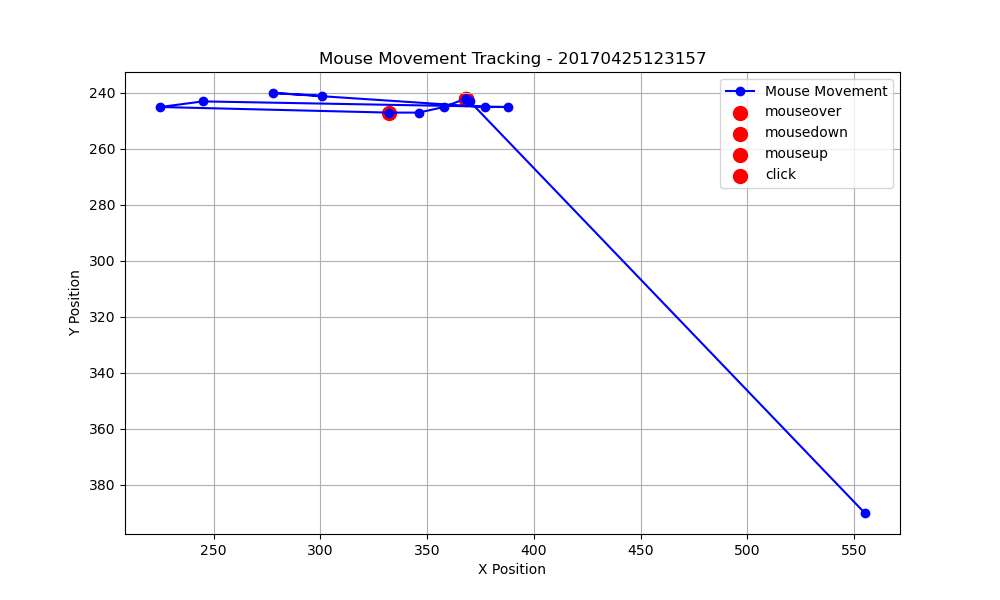 Mouse Movement Tracking - 20170425123157
Mouse Movement
mouseover
mousedown
mouseup
click
240
260
280
300
320
340
360
380
Y Position
250
300
350
400
450
500
550
X Position